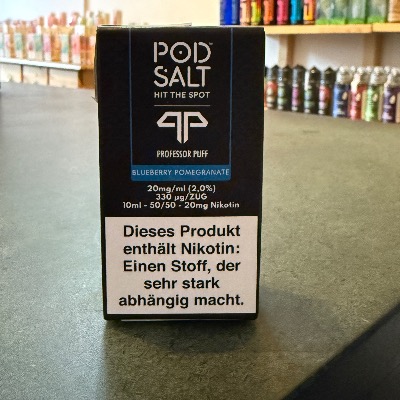 POD
SALT
HIT THE SPOT
PROFESSOR PUFF
BLUEBERRY POMEGRANATE
20mg/ml (2,0%)
330 µg/ZUG
10ml - 50/50 - 20mg Nikotin
Dieses Produkt
enthält Nikotin:
Einen Stoff, der
sehr stark
abhängig macht.